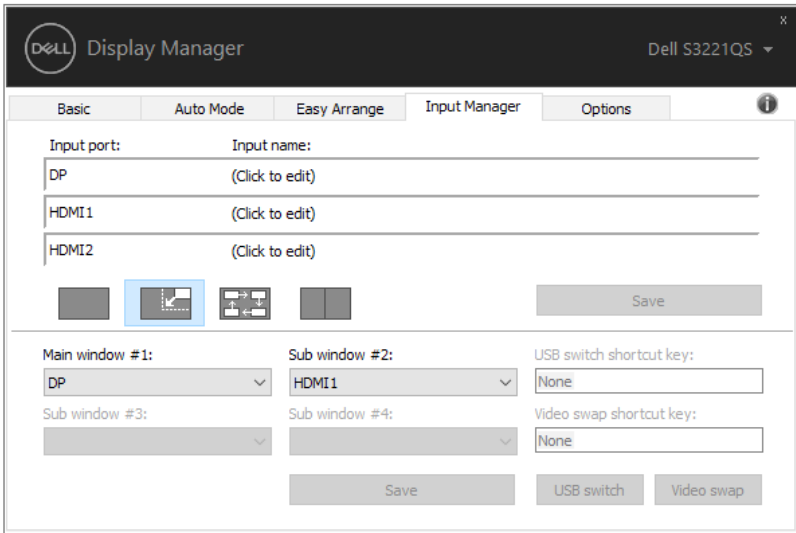 x
DELL Display Manager Dell S3221QS
Basic Auto Mode Easy Arrange Input Manager Options i
Input port: Input name:
DP (Click to edit)
HDMI1 (Click to edit)
HDMI2 (Click to edit)
Save
Main window #1: Sub window #2: USB switch shortcut key:
DP HDMI1 None
Sub window #3: Sub window #4: Video swap shortcut key:
None
Save USB switch Video swap